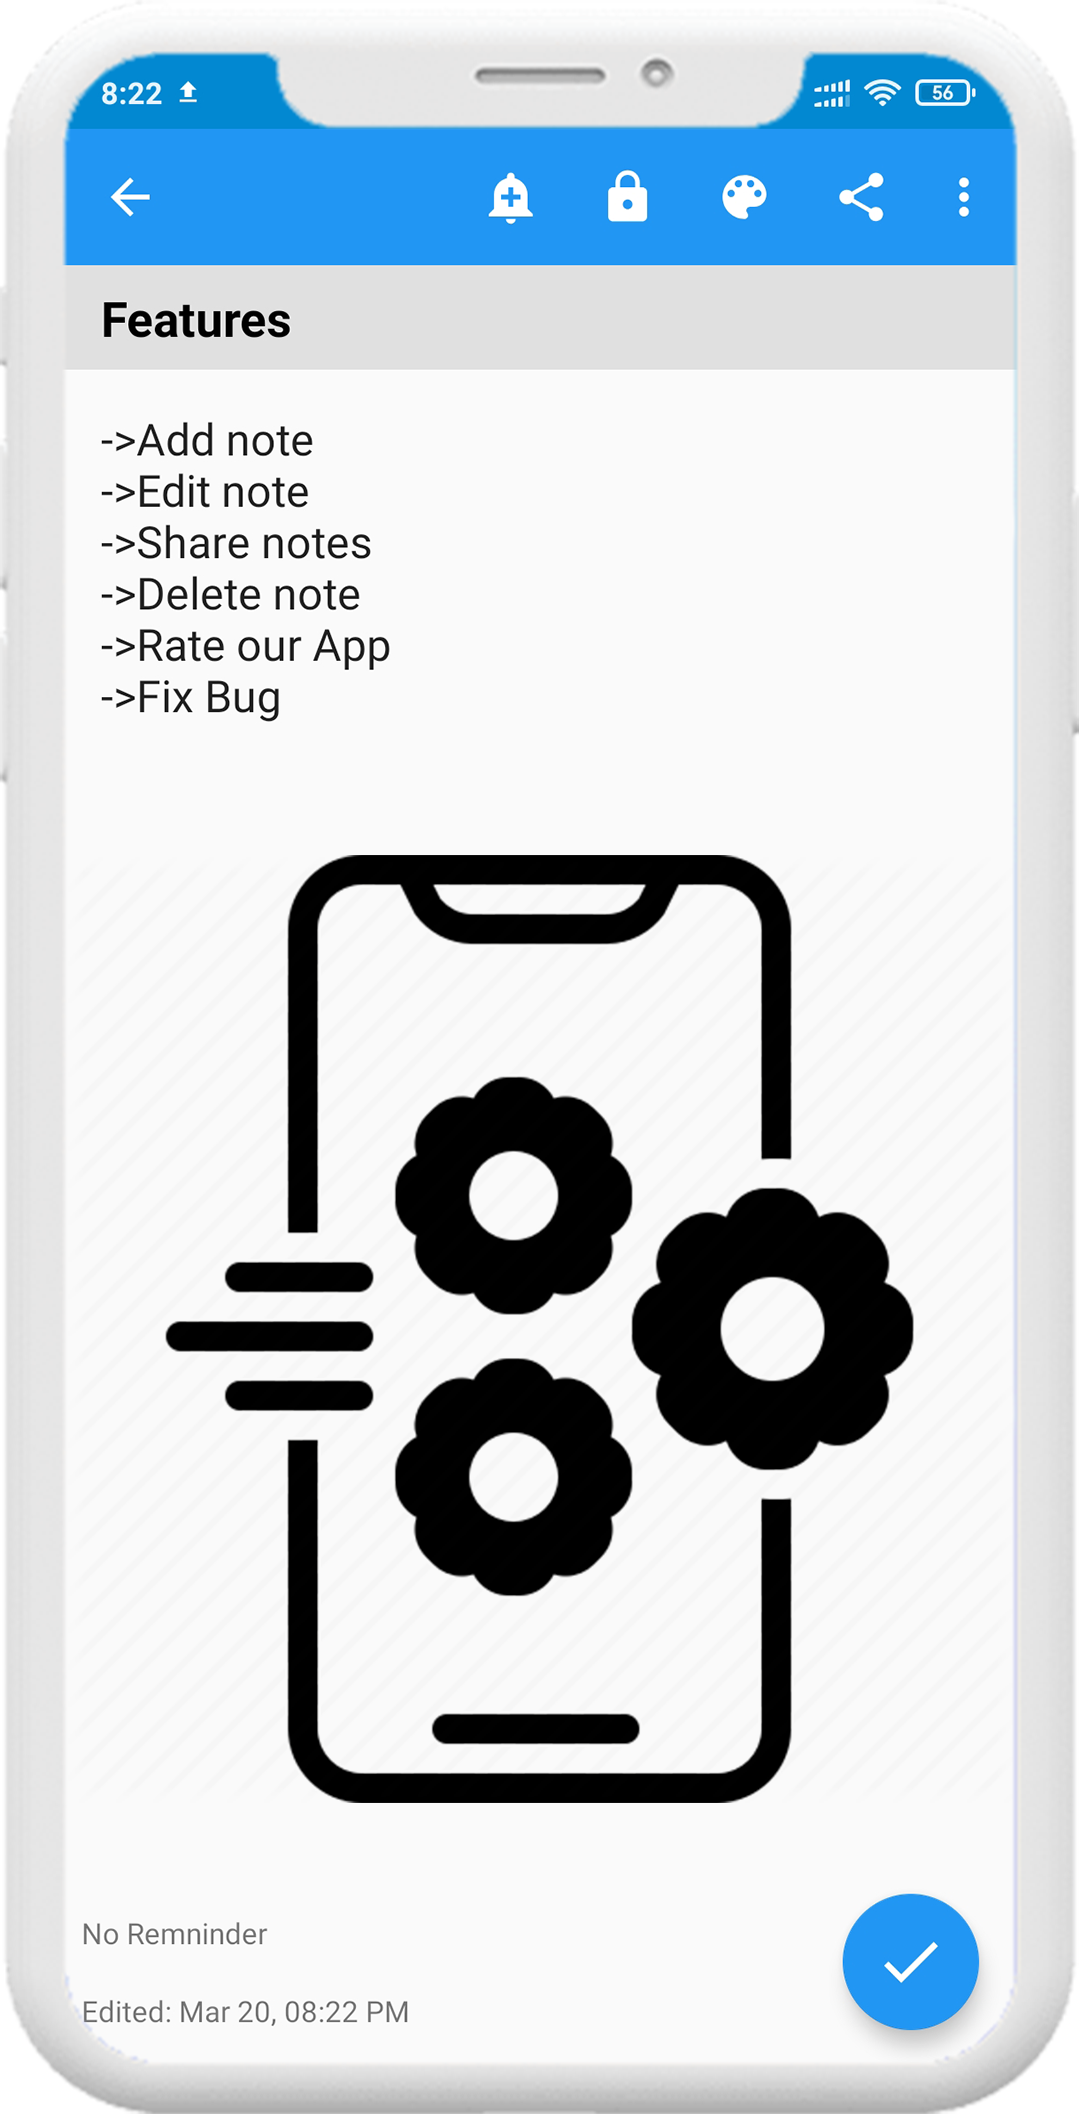 8:22
56
Features
->Add note
->Edit note
->Share notes
->Delete note
->Rate our App
->Fix Bug
No Remninder
Edited: Mar 20, 08:22 PM